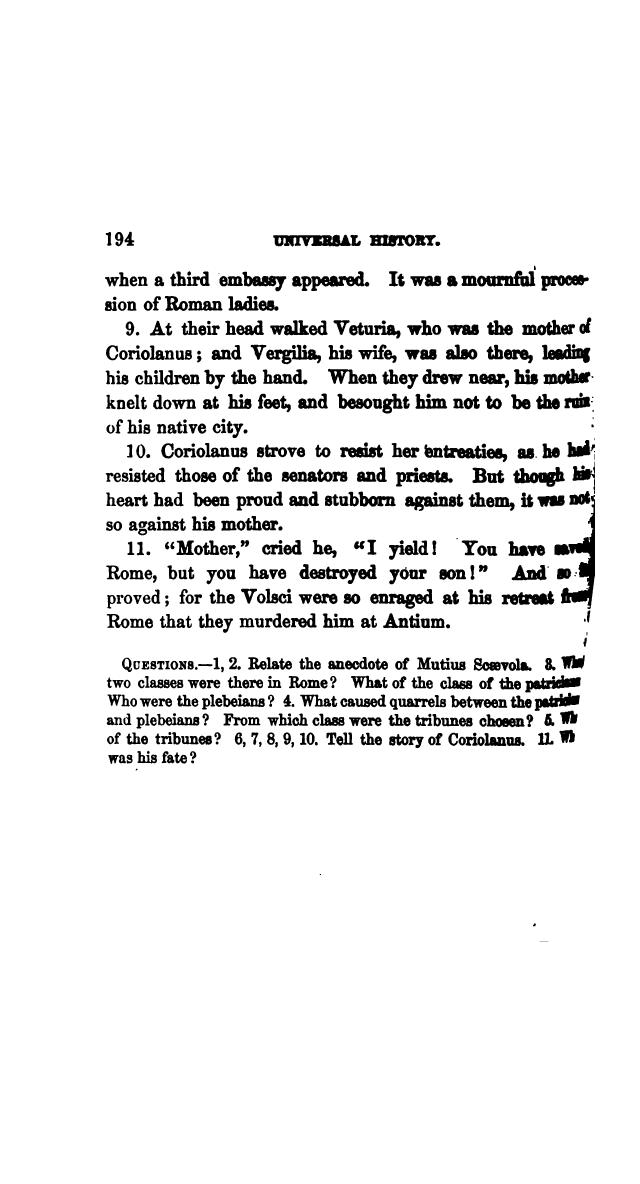 194 UNIVERSAL HISTORY.
when a third embassy appeared. It was a mournful proces-
sion of Roman ladies.
9. At their head walked Veturia, who was the mother of
Coriolanus; and Vergilia, his wife, was also there, leading
his children by the hand. When they drew near, his mother
knelt down at his feet, and besought him not to be the ruin
of his native city.
10. Coriolanus strove to resist her entreaties, as he had
resisted those of the senators and priests. But though his
heart had been proud and stubborn against them, it was not
so against his mother.
11. “Mother,” cried he, “I yield! You have saved
Rome, but you have destroyed your son!” And so
proved; for the Volsci were so enraged at his retreat from
Rome that they murdered him at Antium.
QUESTIONS.—1, 2. Relate the anecdote of Mutius Scævola. 3. What
two classes were there in Rome? What of the class of the patricians
Who were the plebeians? 4. What caused quarrels between the patricians
and plebeians? From which class were the tribunes chosen? 5.
of the tribunes? 6, 7, 8, 9, 10. Tell the story of Coriolanus. 11.
was his fate?